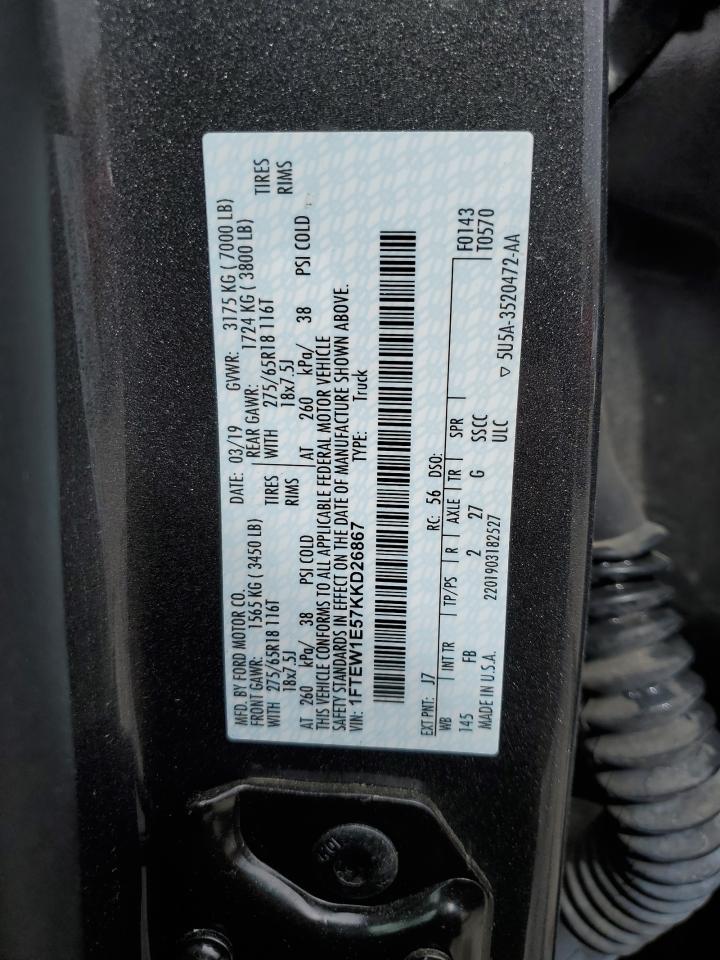 MFD. BY FORD MOTOR CO.
DATE: 03/19 GVWR: 3175 KG ( 7000 LB)
FRONT GAWR: 1565 KG ( 3450 LB) REAR GAWR: 1724 KG ( 3800 LB)
WITH 275/65R18 116T TIRES WITH 275/65R18 116T TIRES
18x7.5J RIMS 18x7.5J RIMS
AT 260 kPa/ 38 PSI COLD AT 260 kPa/ 38 PSI COLD
THIS VEHICLE CONFORMS TO ALL APPLICABLE FEDERAL MOTOR VEHICLE
SAFETY STANDARDS IN EFFECT ON THE DATE OF MANUFACTURE SHOWN ABOVE.
VIN: 1FTEW1E57KKD26867 TYPE: Truck
EXT PNT: 17 RC: 56 DSO: F0143
WB INT TR TP/PS R AXLE TR SPR T0570
145 FB 2 27 G SSCC
ULC
MADE IN U.S.A. 2201903182527 ▽ 5U5A-3520472-AA